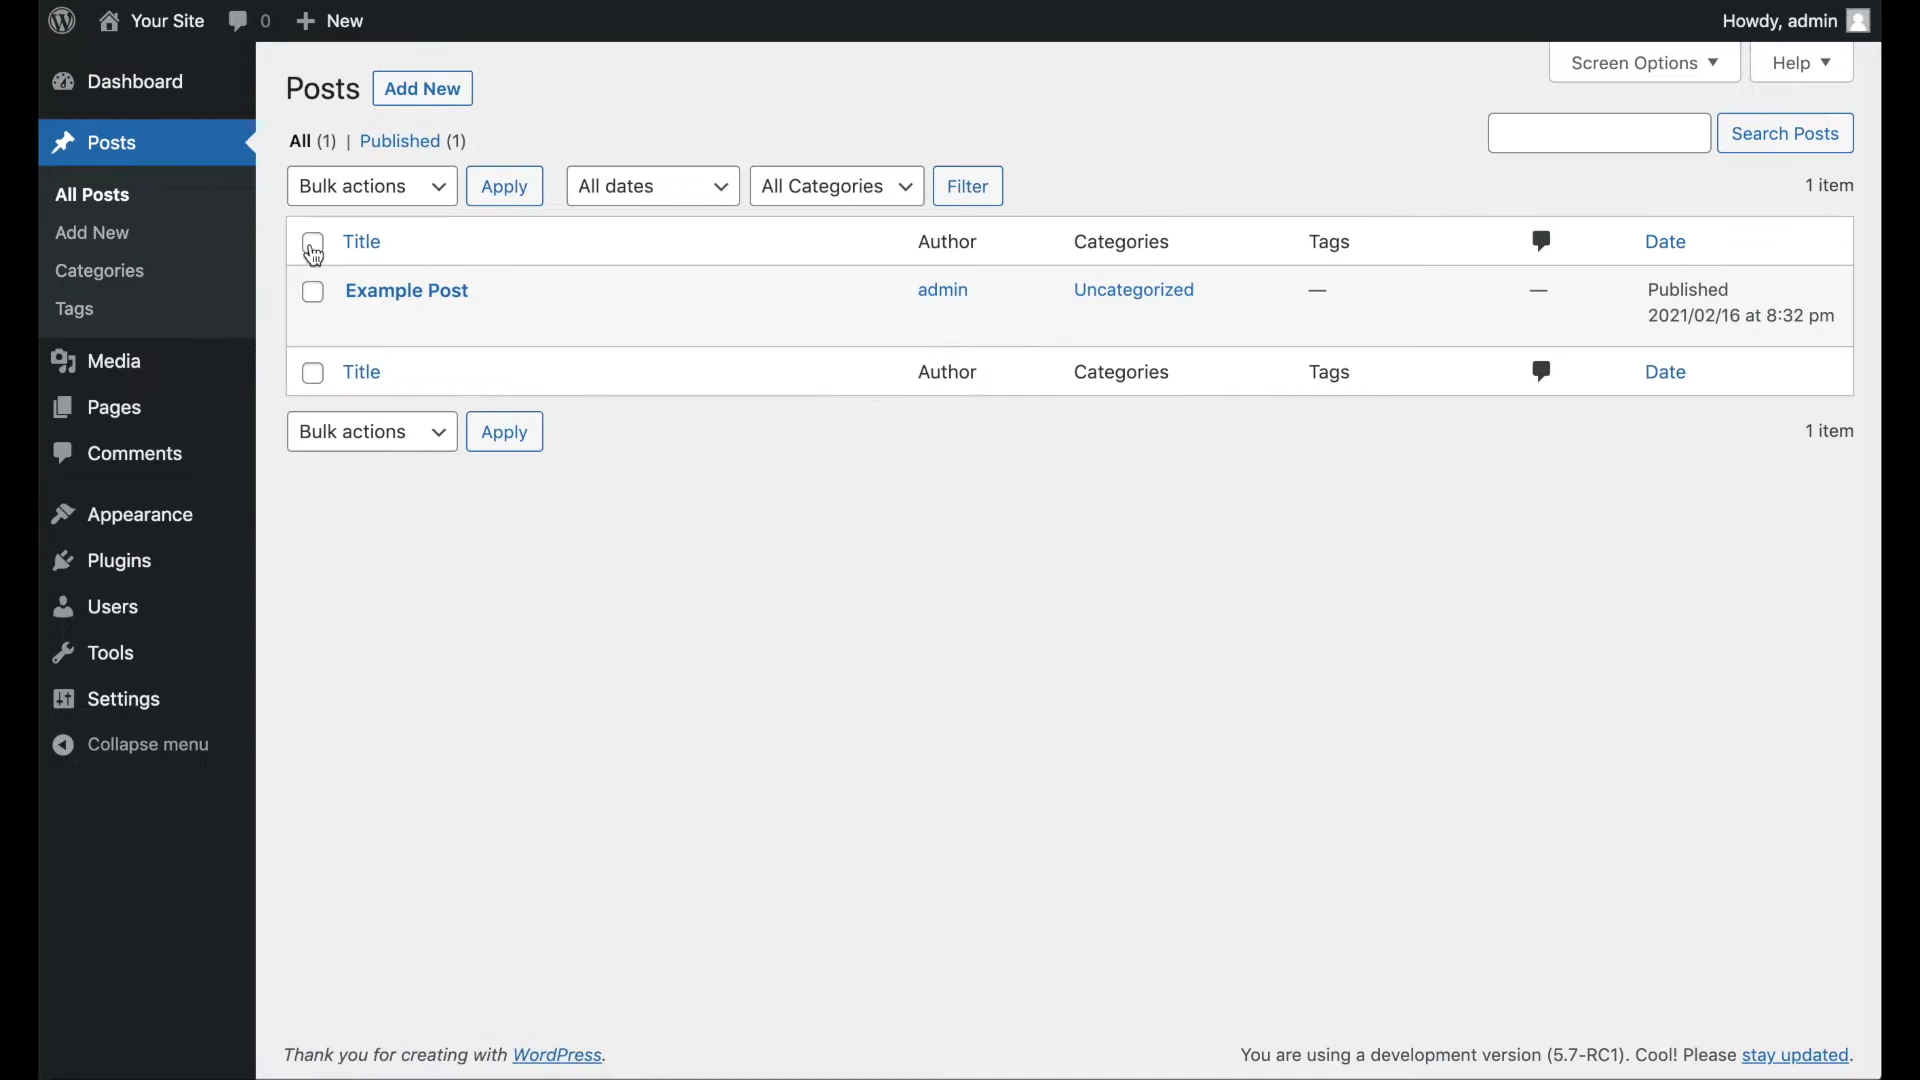 Your Site 0 New Howdy, admin
Dashboard
Posts
All Posts
Add New
Categories
Tags
Media
Pages
Comments
Appearance
Plugins
Users
Tools
Settings
Collapse menu
Screen Options ▼ Help ▼
Posts Add New
All (1) | Published (1)
Search Posts
Bulk actions Apply All dates All Categories Filter 1 item
Title Author Categories Tags Date
Example Post admin Uncategorized — — Published
2021/02/16 at 8:32 pm
Title Author Categories Tags Date
Bulk actions Apply 1 item
Thank you for creating with WordPress. You are using a development version (5.7-RC1). Cool! Please stay updated.